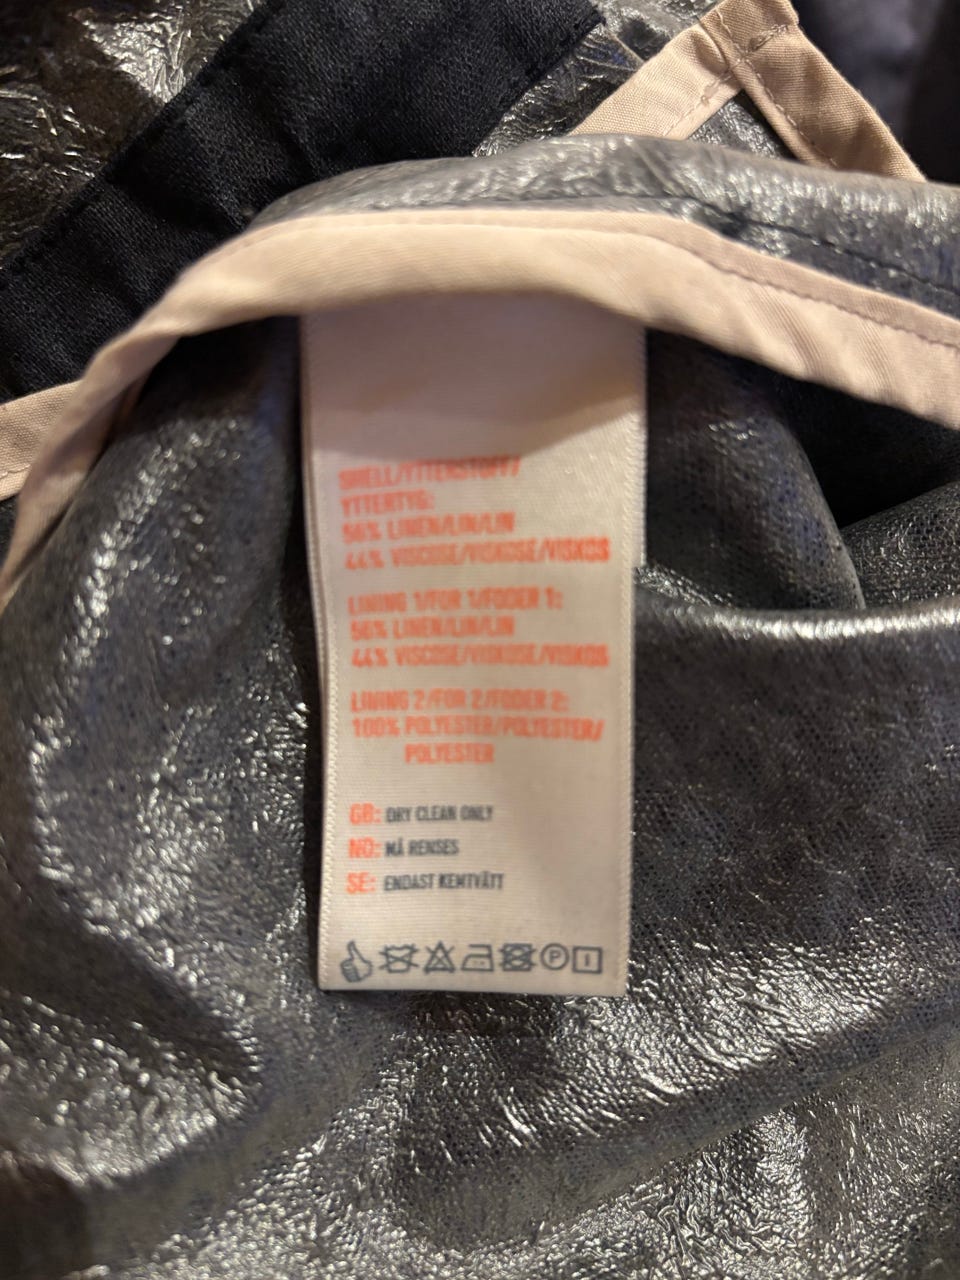 SHELL/YTTERSTOFF/
YTTERTYG:
56% LINEN/LIN/LIN
44% VISCOSE/VISKOSE/VISKOS
LINING 1/FOR 1/FODER 1:
56% LINEN/LIN/LIN
44% VISCOSE/VISKOSE/VISKOS
LINING 2/FOR 2/FODER 2:
100% POLYESTER/POLYESTER/
POLYESTER
GB: DRY CLEAN ONLY
NO: MÅ RENSES
SE: ENDAST KEMTVÄTT
P